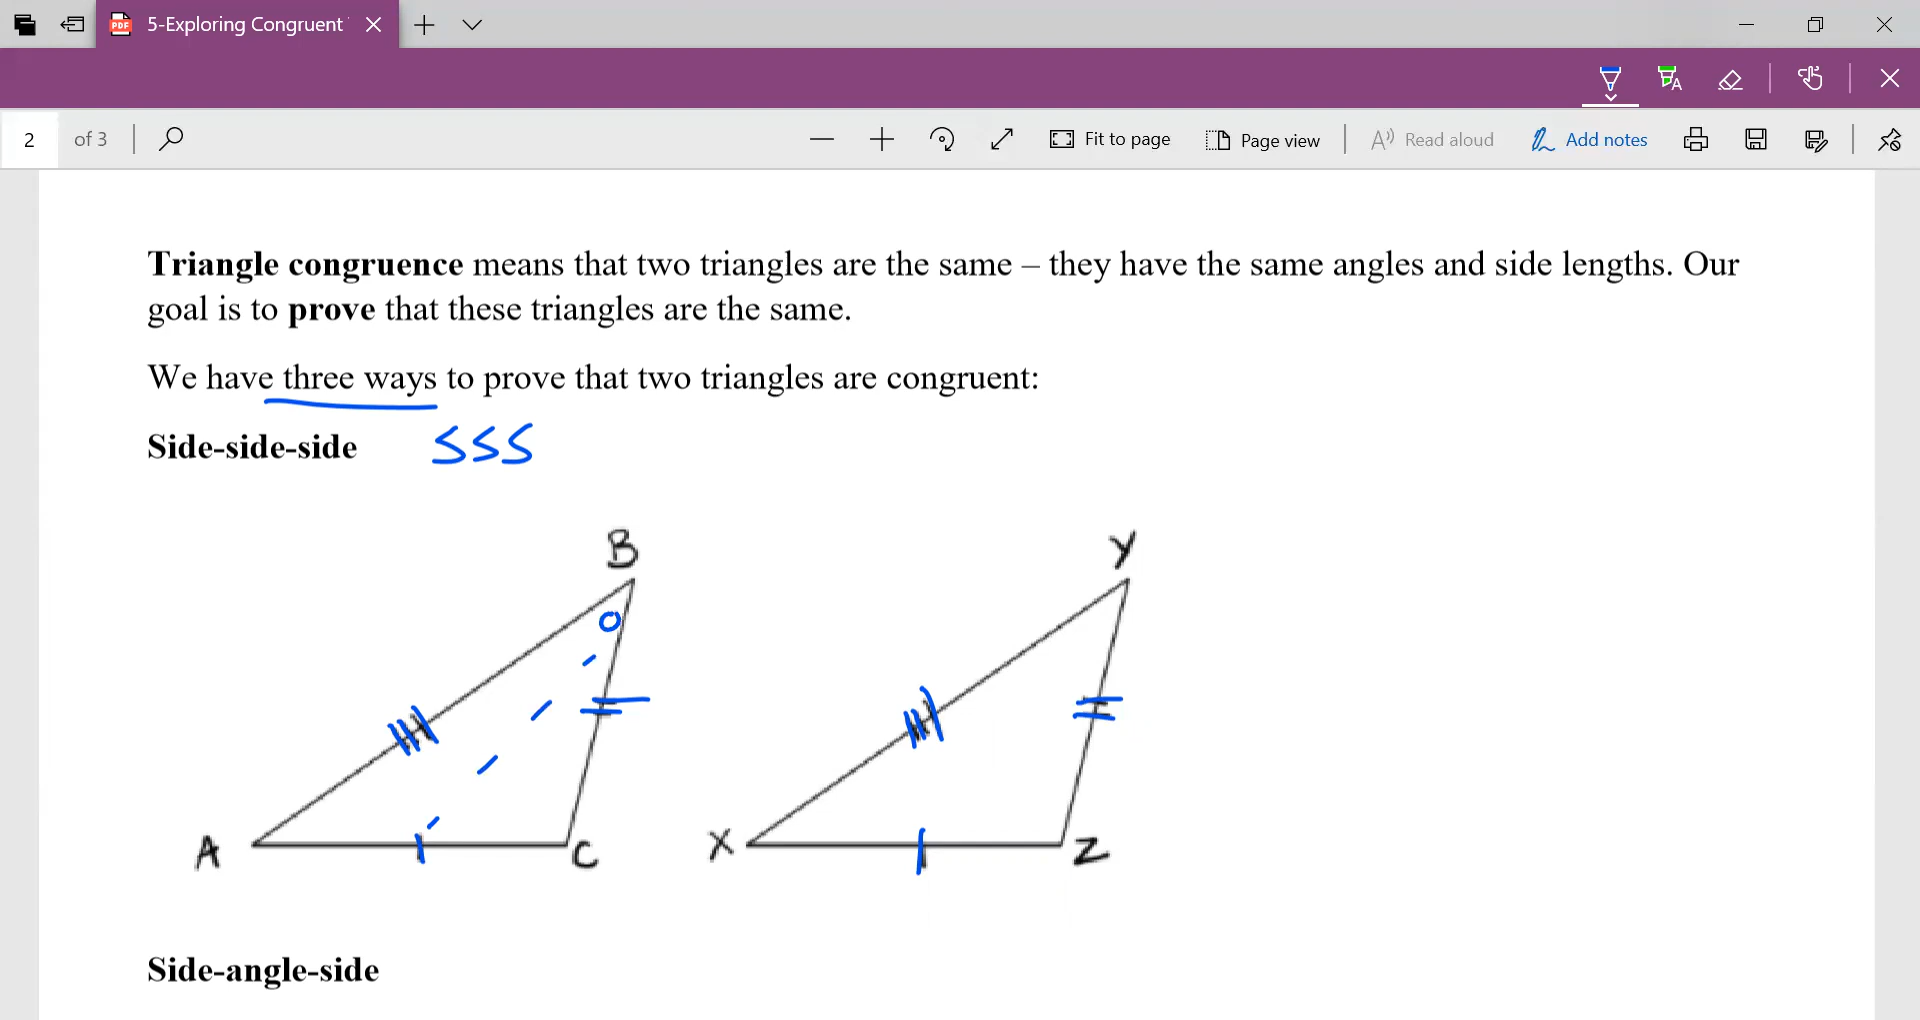 5-Exploring Congruent
2 of 3
Fit to page
Page view
Read aloud
Add notes
Triangle congruence means that two triangles are the same – they have the same angles and side lengths. Our
goal is to prove that these triangles are the same.
We have three ways to prove that two triangles are congruent:
Side-side-side SSS
B
Y
A
C
X
Z
Side-angle-side